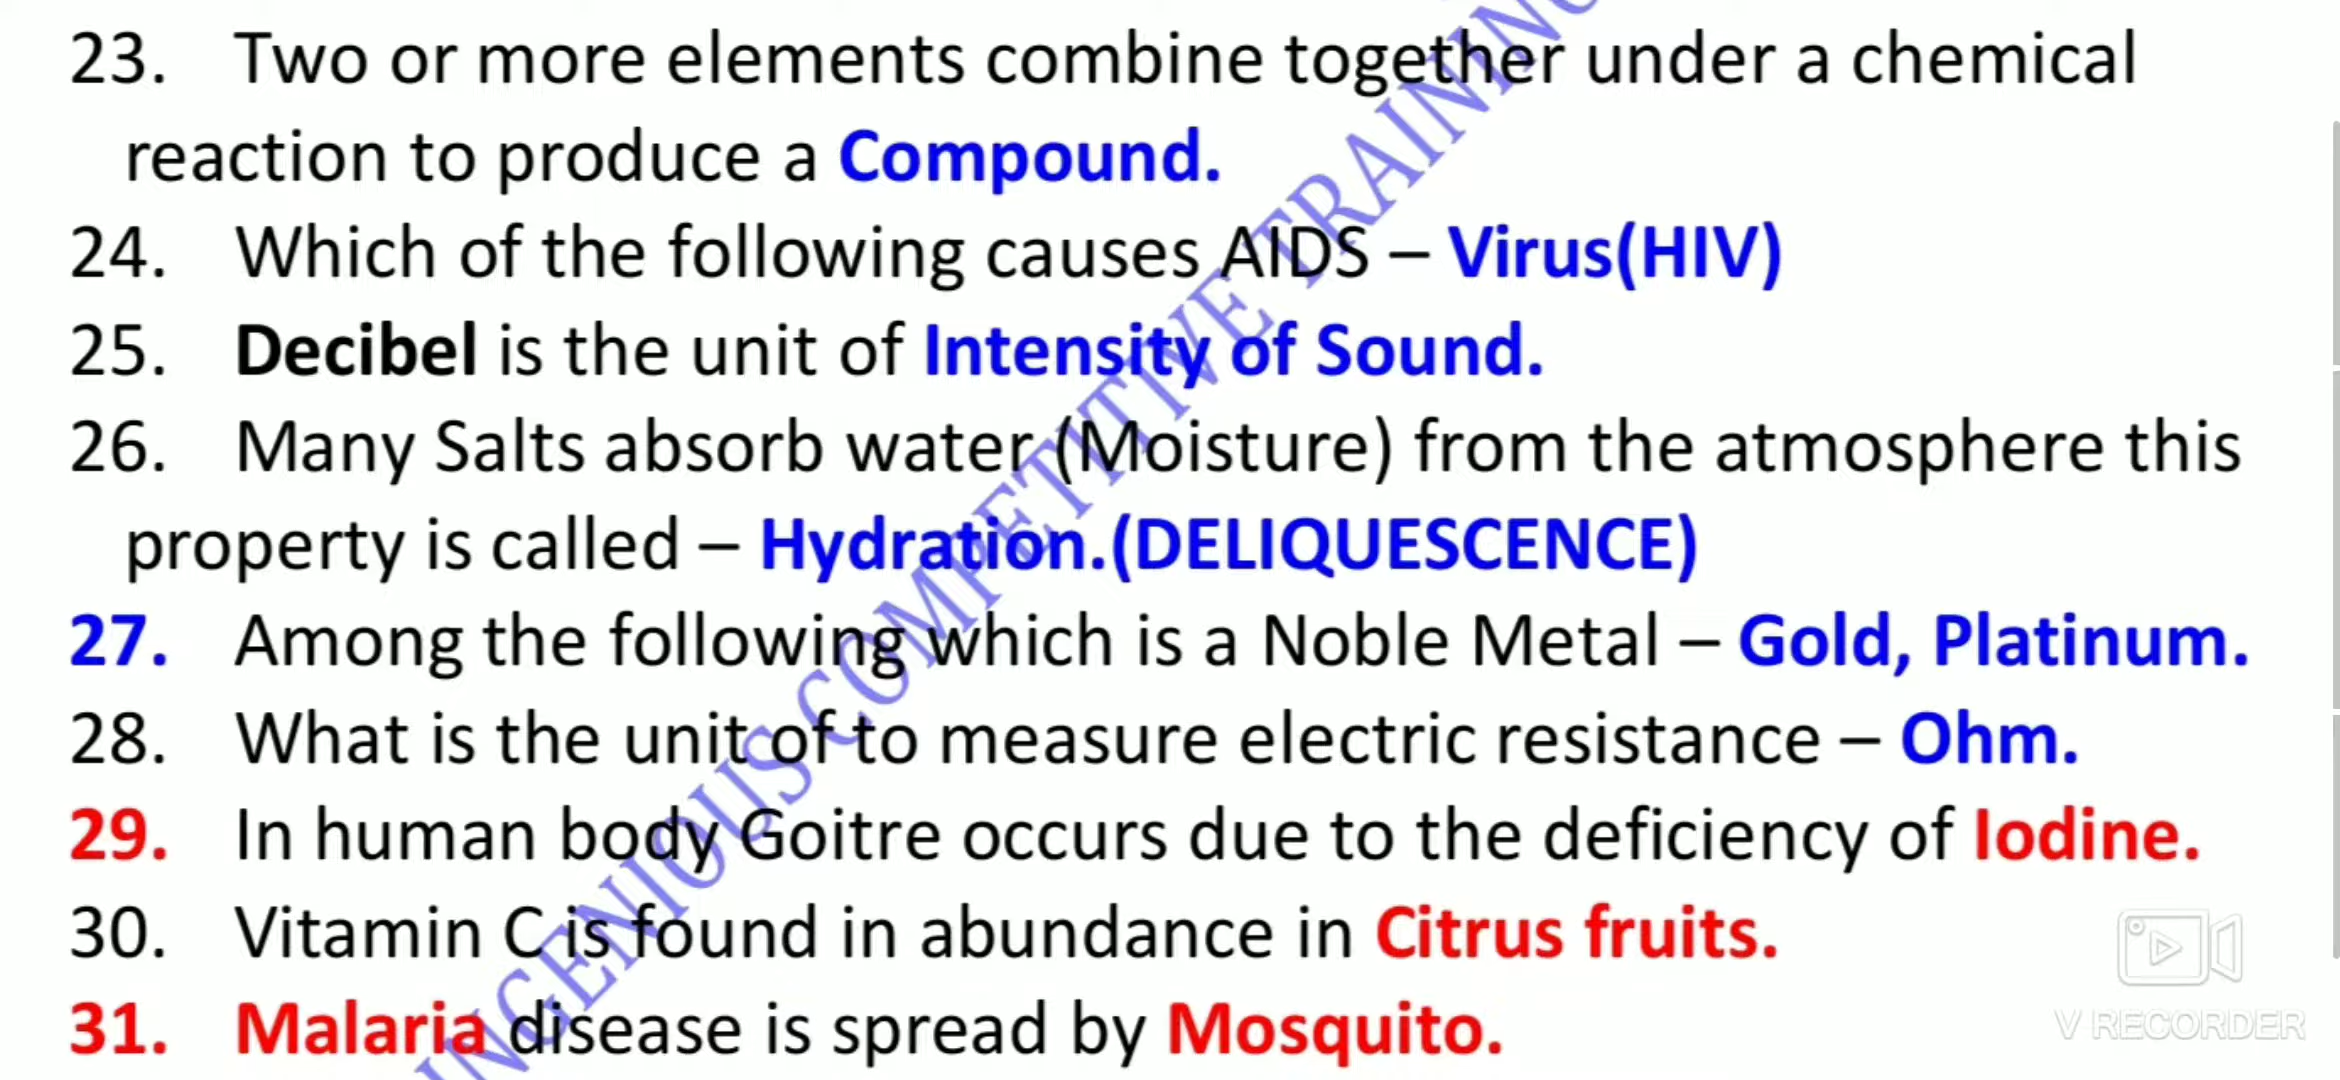 23. Two or more elements combine together under a chemical
reaction to produce a Compound.
24. Which of the following causes AIDS – Virus(HIV)
25. Decibel is the unit of Intensity of Sound.
26. Many Salts absorb water (Moisture) from the atmosphere this
property is called – Hydration.(DELIQUESCENCE)
27. Among the following which is a Noble Metal – Gold, Platinum.
28. What is the unit of to measure electric resistance – Ohm.
29. In human body Goitre occurs due to the deficiency of Iodine.
30. Vitamin C is found in abundance in Citrus fruits.
31. Malaria disease is spread by Mosquito.
INGENIOUS COMPETITIVE TRAINING
V RECORDER